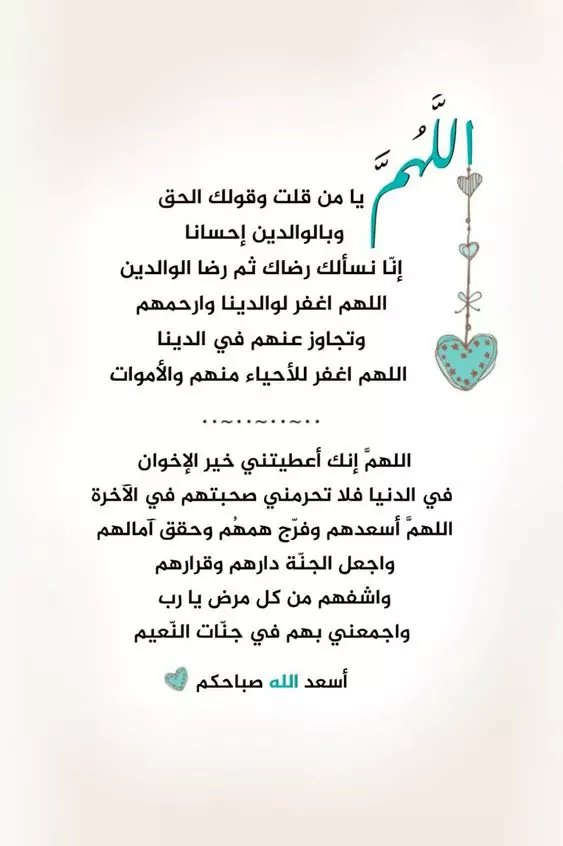 اللَّهُمَّ
يا من قلت وقولك الحق
وبالوالدين إحسانا
إنّا نسألك رضاك ثم رضا الوالدين
اللهم اغفر لوالدينا وارحمهم
وتجاوز عنهم في الدينا
اللهم اغفر للأحياء منهم والأموات
اللهمَّ إنك أعطيتني خير الإخوان
في الدنيا فلا تحرمني صحبتهم في الآخرة
اللهمَّ أسعدهم وفرّج همهُم وحقق آمالهم
واجعل الجنّة دارهم وقرارهم
واشفهم من كل مرض يا رب
واجمعني بهم في جنّات النّعيم
أسعد الله صباحكم